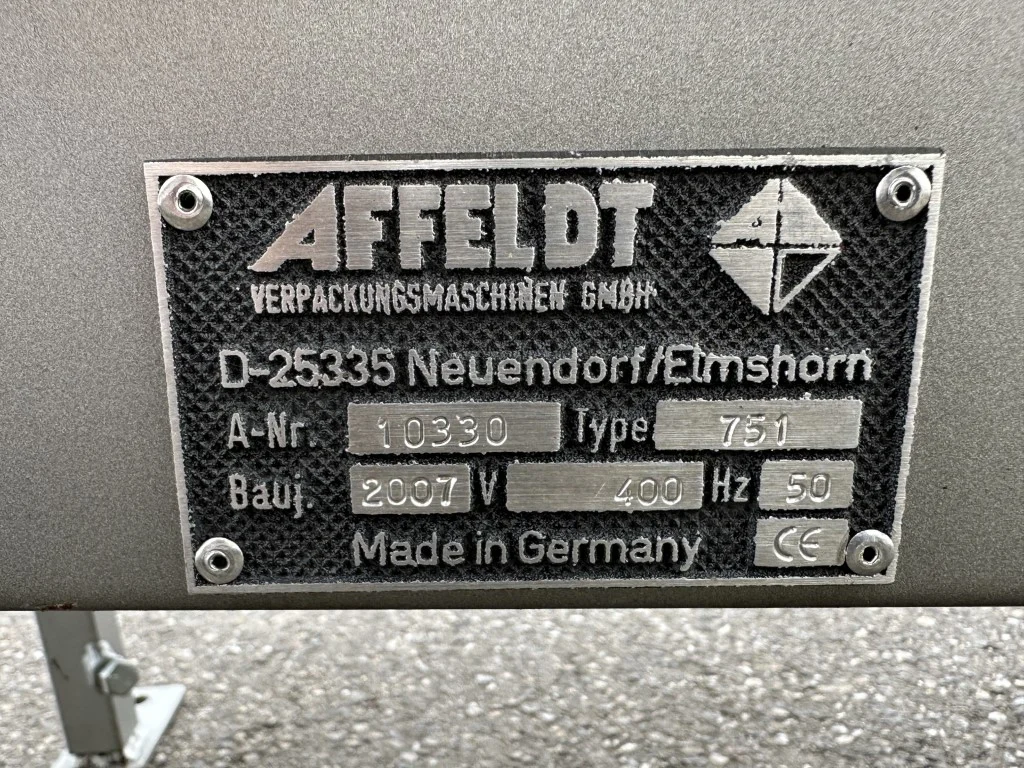 AFFELDT
VERPACKUNGSMASCHINEN GMBH
D-25335 Neuendorf/Elmshorn
A-Nr. 10330 Type 751
Bauj. 2007 V 400 Hz 50
Made in Germany CE